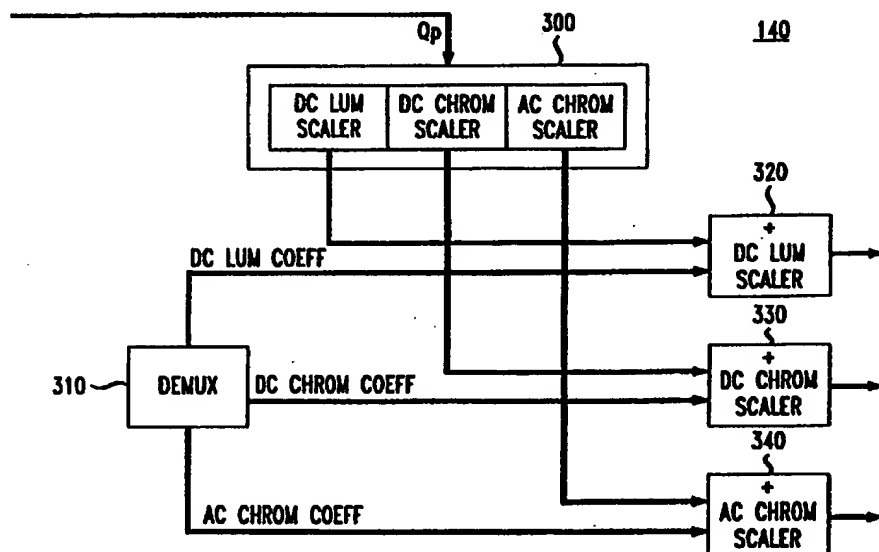 Qp
300
140
DC LUM SCALER
DC CHROM SCALER
AC CHROM SCALER
320
+
DC LUM
SCALER
DC LUM COEFF
330
+
DC CHROM
SCALER
310
DEMUX
DC CHROM COEFF
340
+
AC CHROM
SCALER
AC CHROM COEFF